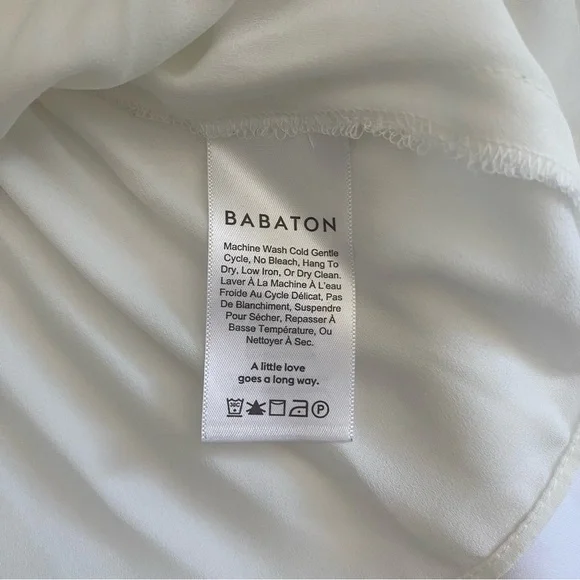 BABATON
Machine Wash Cold Gentle
Cycle, No Bleach, Hang To
Dry, Low Iron, Or Dry Clean.
Laver À La Machine À L'eau
Froide Au Cycle Délicat, Pas
De Blanchiment, Suspendre
Pour Sécher, Repasser À
Basse Température, Ou
Nettoyer À Sec.
A little love
goes a long way.
30C P